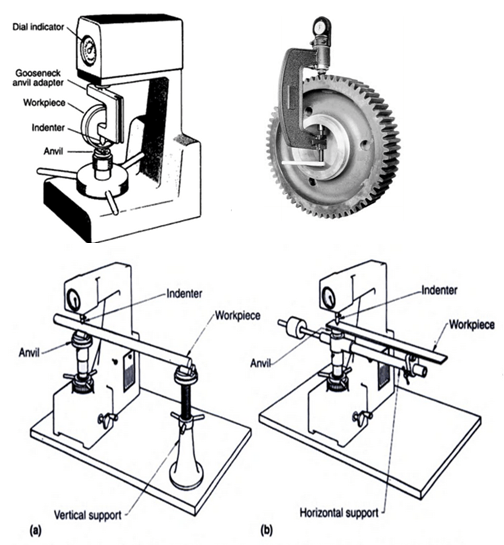 Dial indicator
Gooseneck
anvil adapter
Workpiece
Indenter
Anvil
Indenter
Workpiece
Anvil
Vertical support
(a)
Indenter
Workpiece
Anvil
Horizontal support
(b)